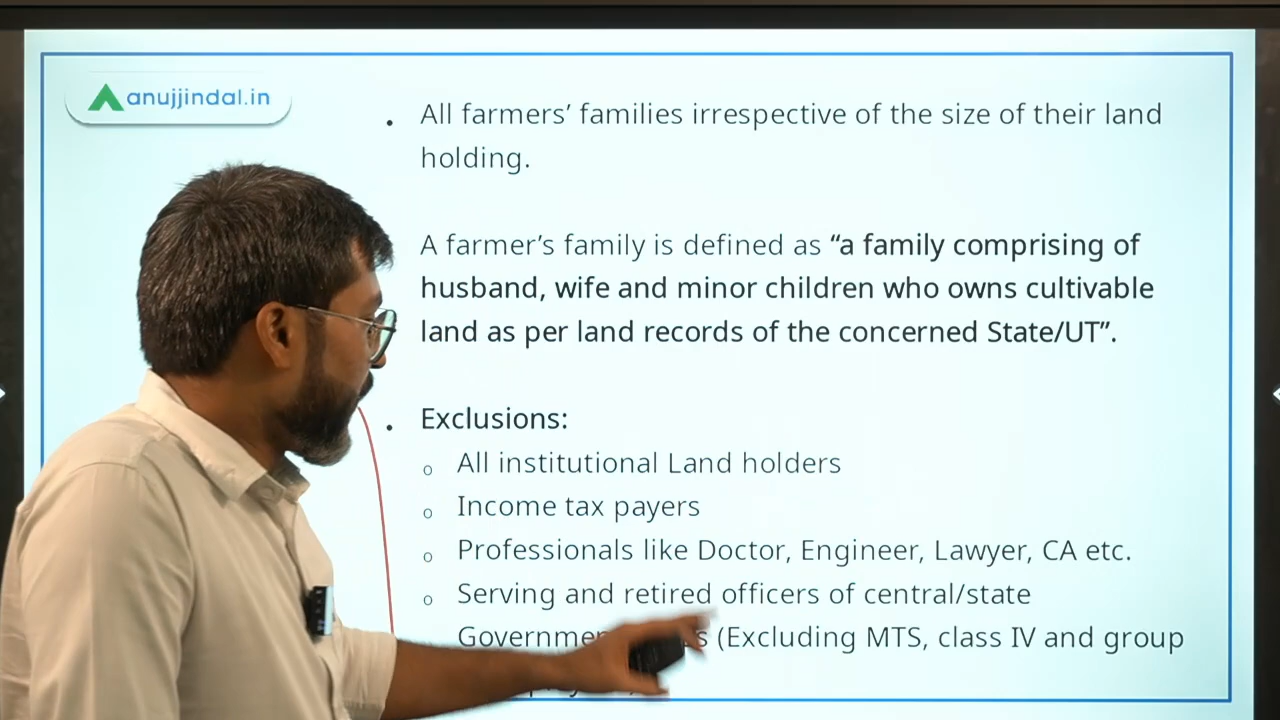 anujjindal.in
All farmers’ families irrespective of the size of their land
holding.
A farmer’s family is defined as “a family comprising of
husband, wife and minor children who owns cultivable
land as per land records of the concerned State/UT”.
Exclusions:
o All institutional Land holders
o Income tax payers
o Professionals like Doctor, Engineer, Lawyer, CA etc.
o Serving and retired officers of central/state
(Excluding MTS, class IV and group